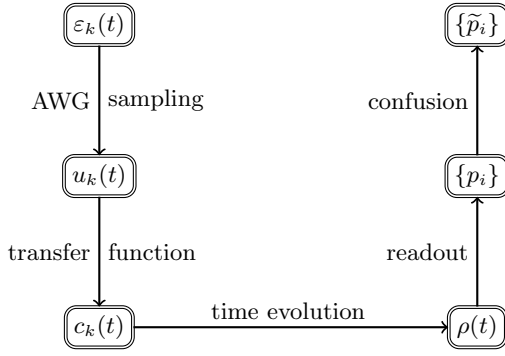 ε_k(t) {p̃_i}
AWG sampling confusion
u_k(t) {p_i}
transfer function readout
time evolution
c_k(t) ρ(t)